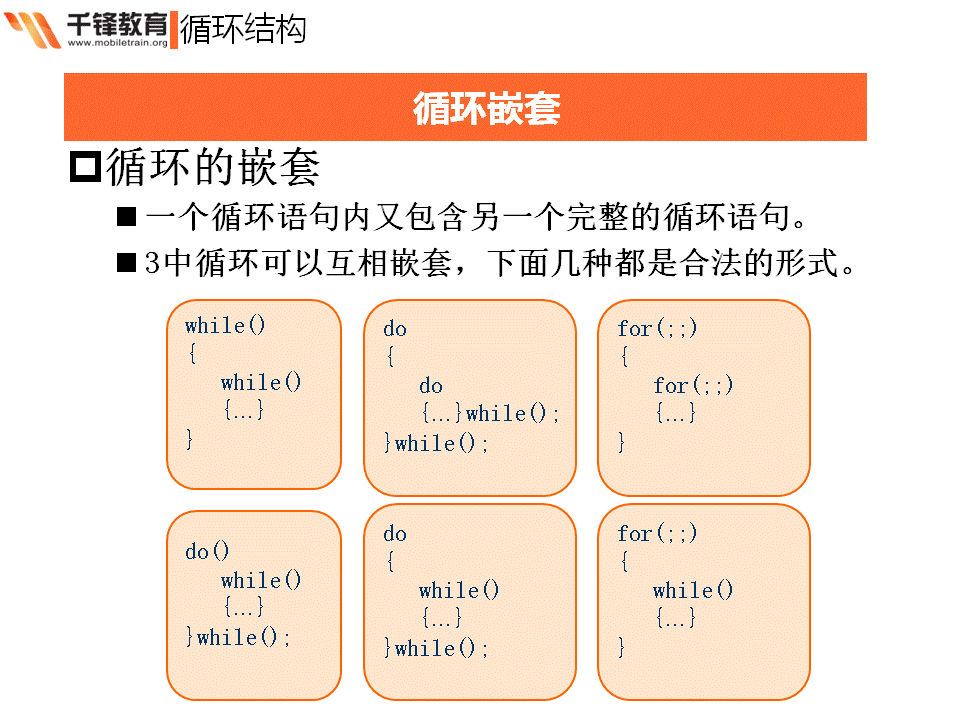 千锋教育
www.mobiletrain.org
循环结构
循环嵌套
循环的嵌套
一个循环语句内又包含另一个完整的循环语句。
3中循环可以互相嵌套，下面几种都是合法的形式。
while()
{
while()
{…}
}
do
{
do
{…}while();
}while();
for(;;)
{
for(;;)
{…}
}
do()
while()
{…}
}while();
do
{
while()
{…}
}while();
for(;;)
{
while()
{…}
}